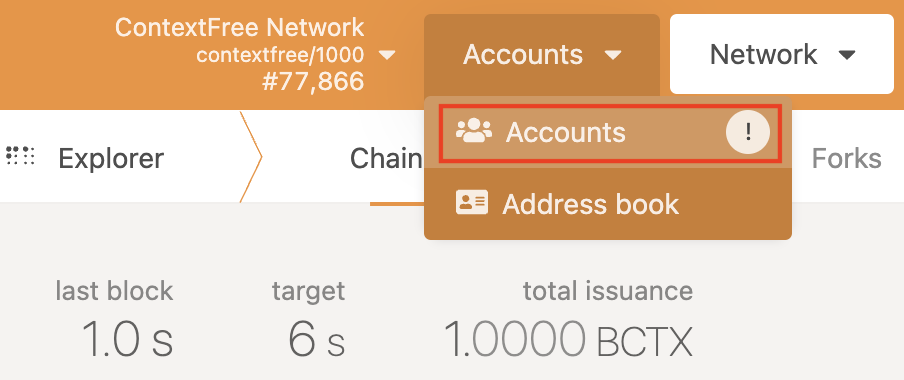 ContextFree Network
contextfree/1000
#77,866
Accounts
Network
Accounts !
Explorer
Chain
Forks
Address book
last block
target
total issuance
1.0 s
6 s
1.0000 BCTX